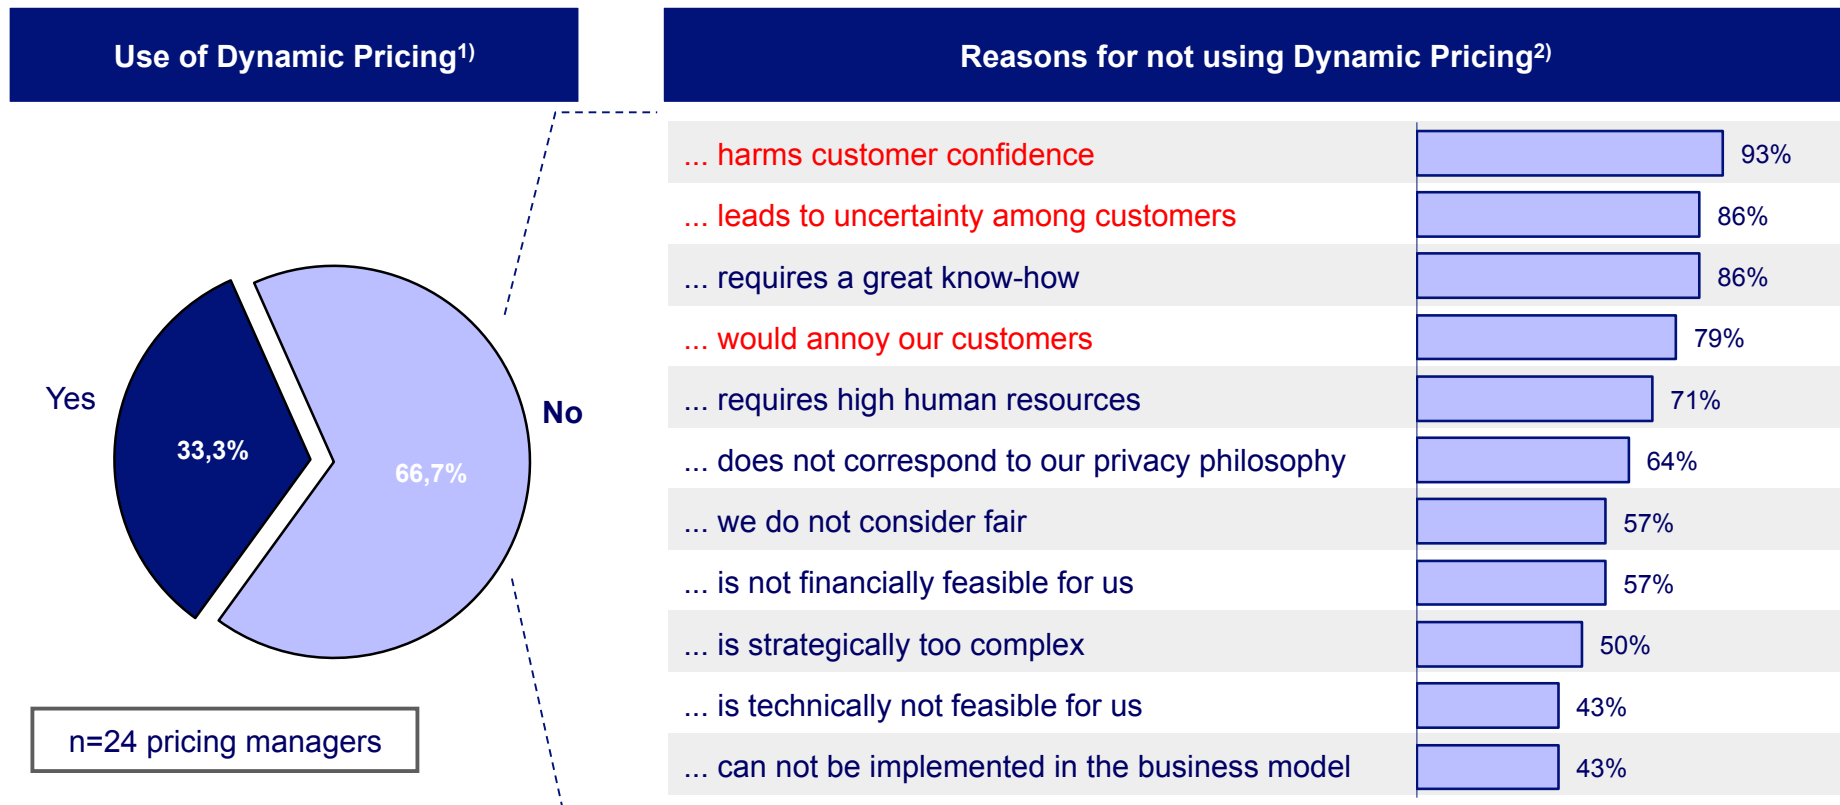 Use of Dynamic Pricing1)
Yes
33,3%
66,7%
No
n=24 pricing managers
Reasons for not using Dynamic Pricing2)
... harms customer confidence 93%
... leads to uncertainty among customers 86%
... requires a great know-how 86%
... would annoy our customers 79%
... requires high human resources 71%
... does not correspond to our privacy philosophy 64%
... we do not consider fair 57%
... is not financially feasible for us 57%
... is strategically too complex 50%
... is technically not feasible for us 43%
... can not be implemented in the business model 43%